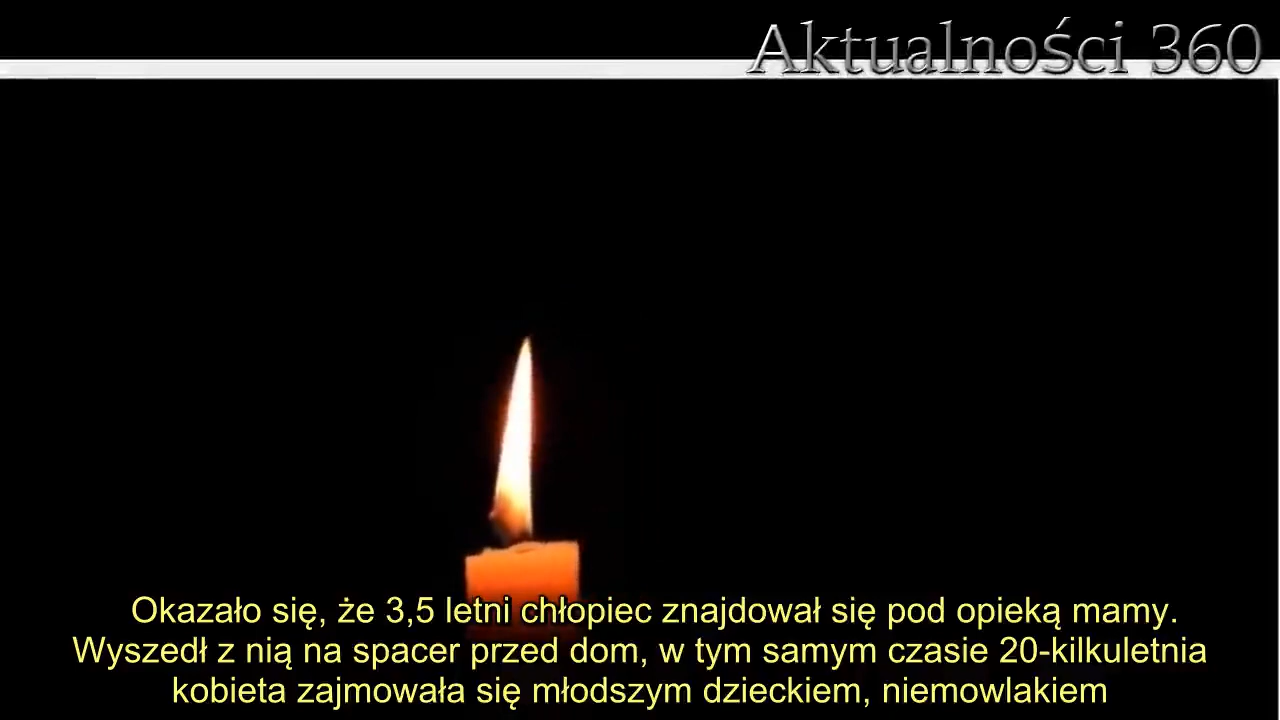 Aktualności 360
Okazało się, że 3,5 letni chłopiec znajdował się pod opieką mamy.
Wyszedł z nią na spacer przed dom, w tym samym czasie 20-kilkuletnia
kobieta zajmowała się młodszym dzieckiem, niemowlakiem